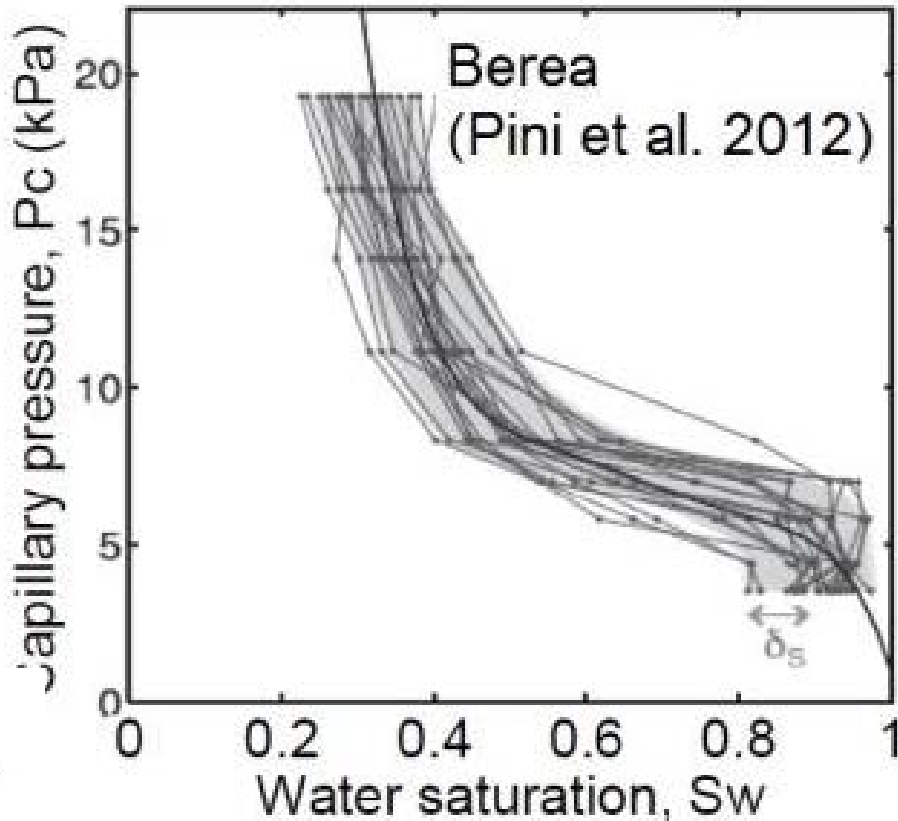 Berea
(Pini et al. 2012)
20
15
10
5
0
Capillary pressure, Pc (kPa)
δs
0 0.2 0.4 0.6 0.8 1
Water saturation, Sw